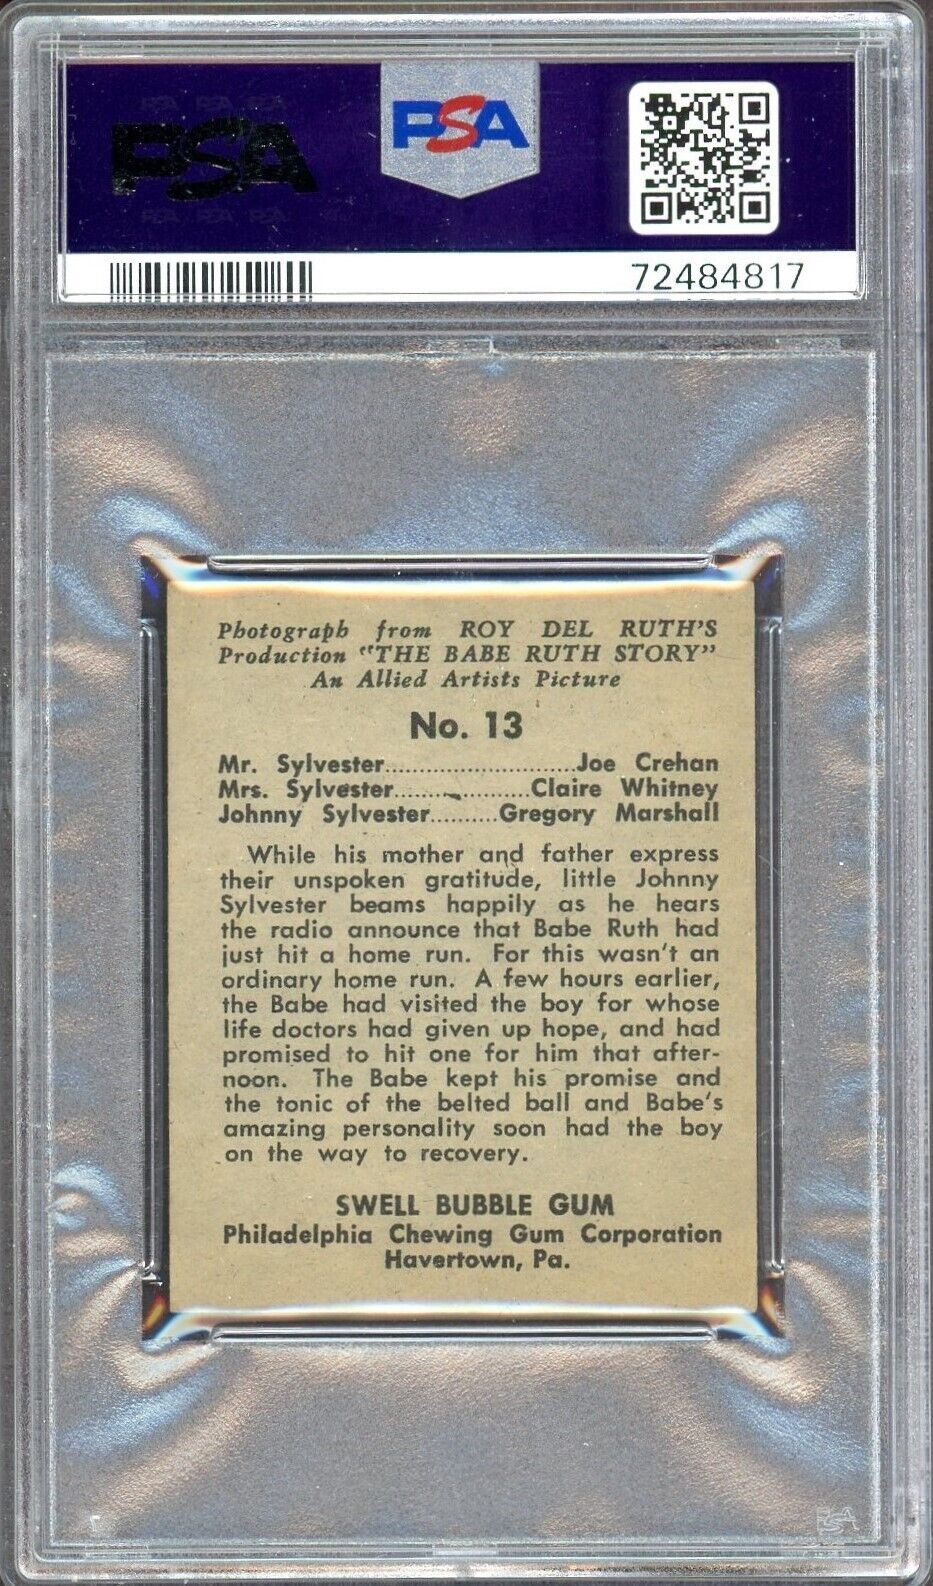 PSA
PSA
72484817
Photograph from ROY DEL RUTH'S
Production "THE BABE RUTH STORY"
An Allied Artists Picture
No. 13
Mr. Sylvester............................Joe Crehan
Mrs. Sylvester....................Claire Whitney
Johnny Sylvester..........Gregory Marshall
While his mother and father express
their unspoken gratitude, little Johnny
Sylvester beams happily as he hears
the radio announce that Babe Ruth had
just hit a home run. For this wasn't an
ordinary home run. A few hours earlier,
the Babe had visited the boy for whose
life doctors had given up hope, and had
promised to hit one for him that after-
noon. The Babe kept his promise and
the tonic of the belted ball and Babe's
amazing personality soon had the boy
on the way to recovery.
SWELL BUBBLE GUM
Philadelphia Chewing Gum Corporation
Havertown, Pa.
PSA